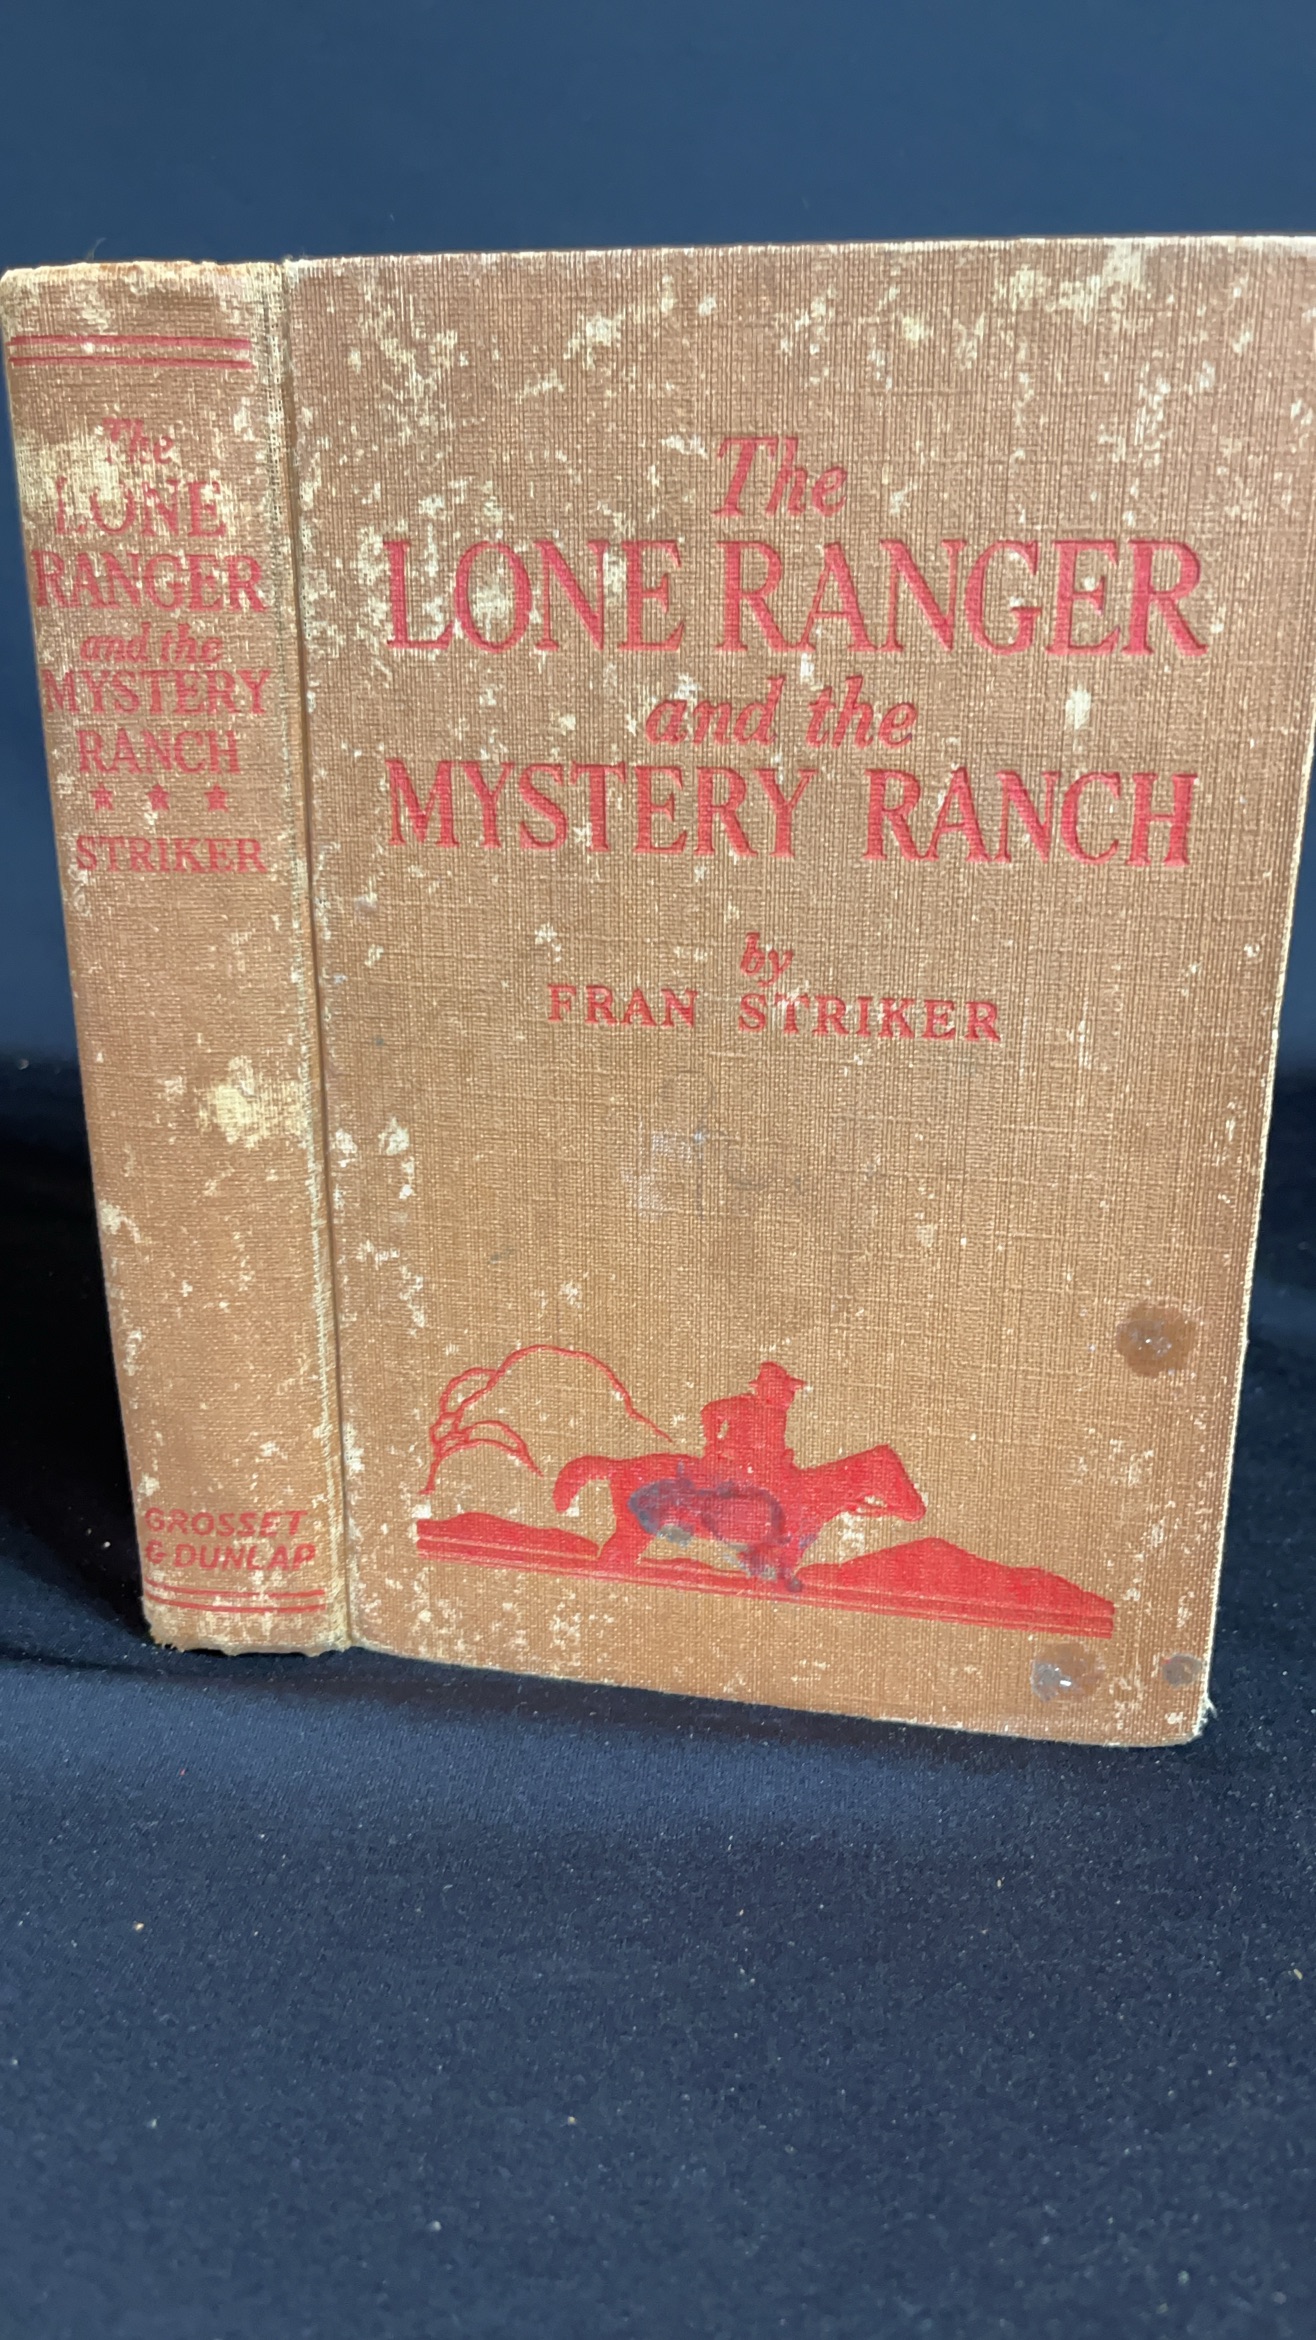 The
LONE
RANGER
and the
MYSTERY
RANCH
STRIKER
GROSSET
& DUNLAP
The
LONE RANGER
and the
MYSTERY RANCH
by
FRAN STRIKER